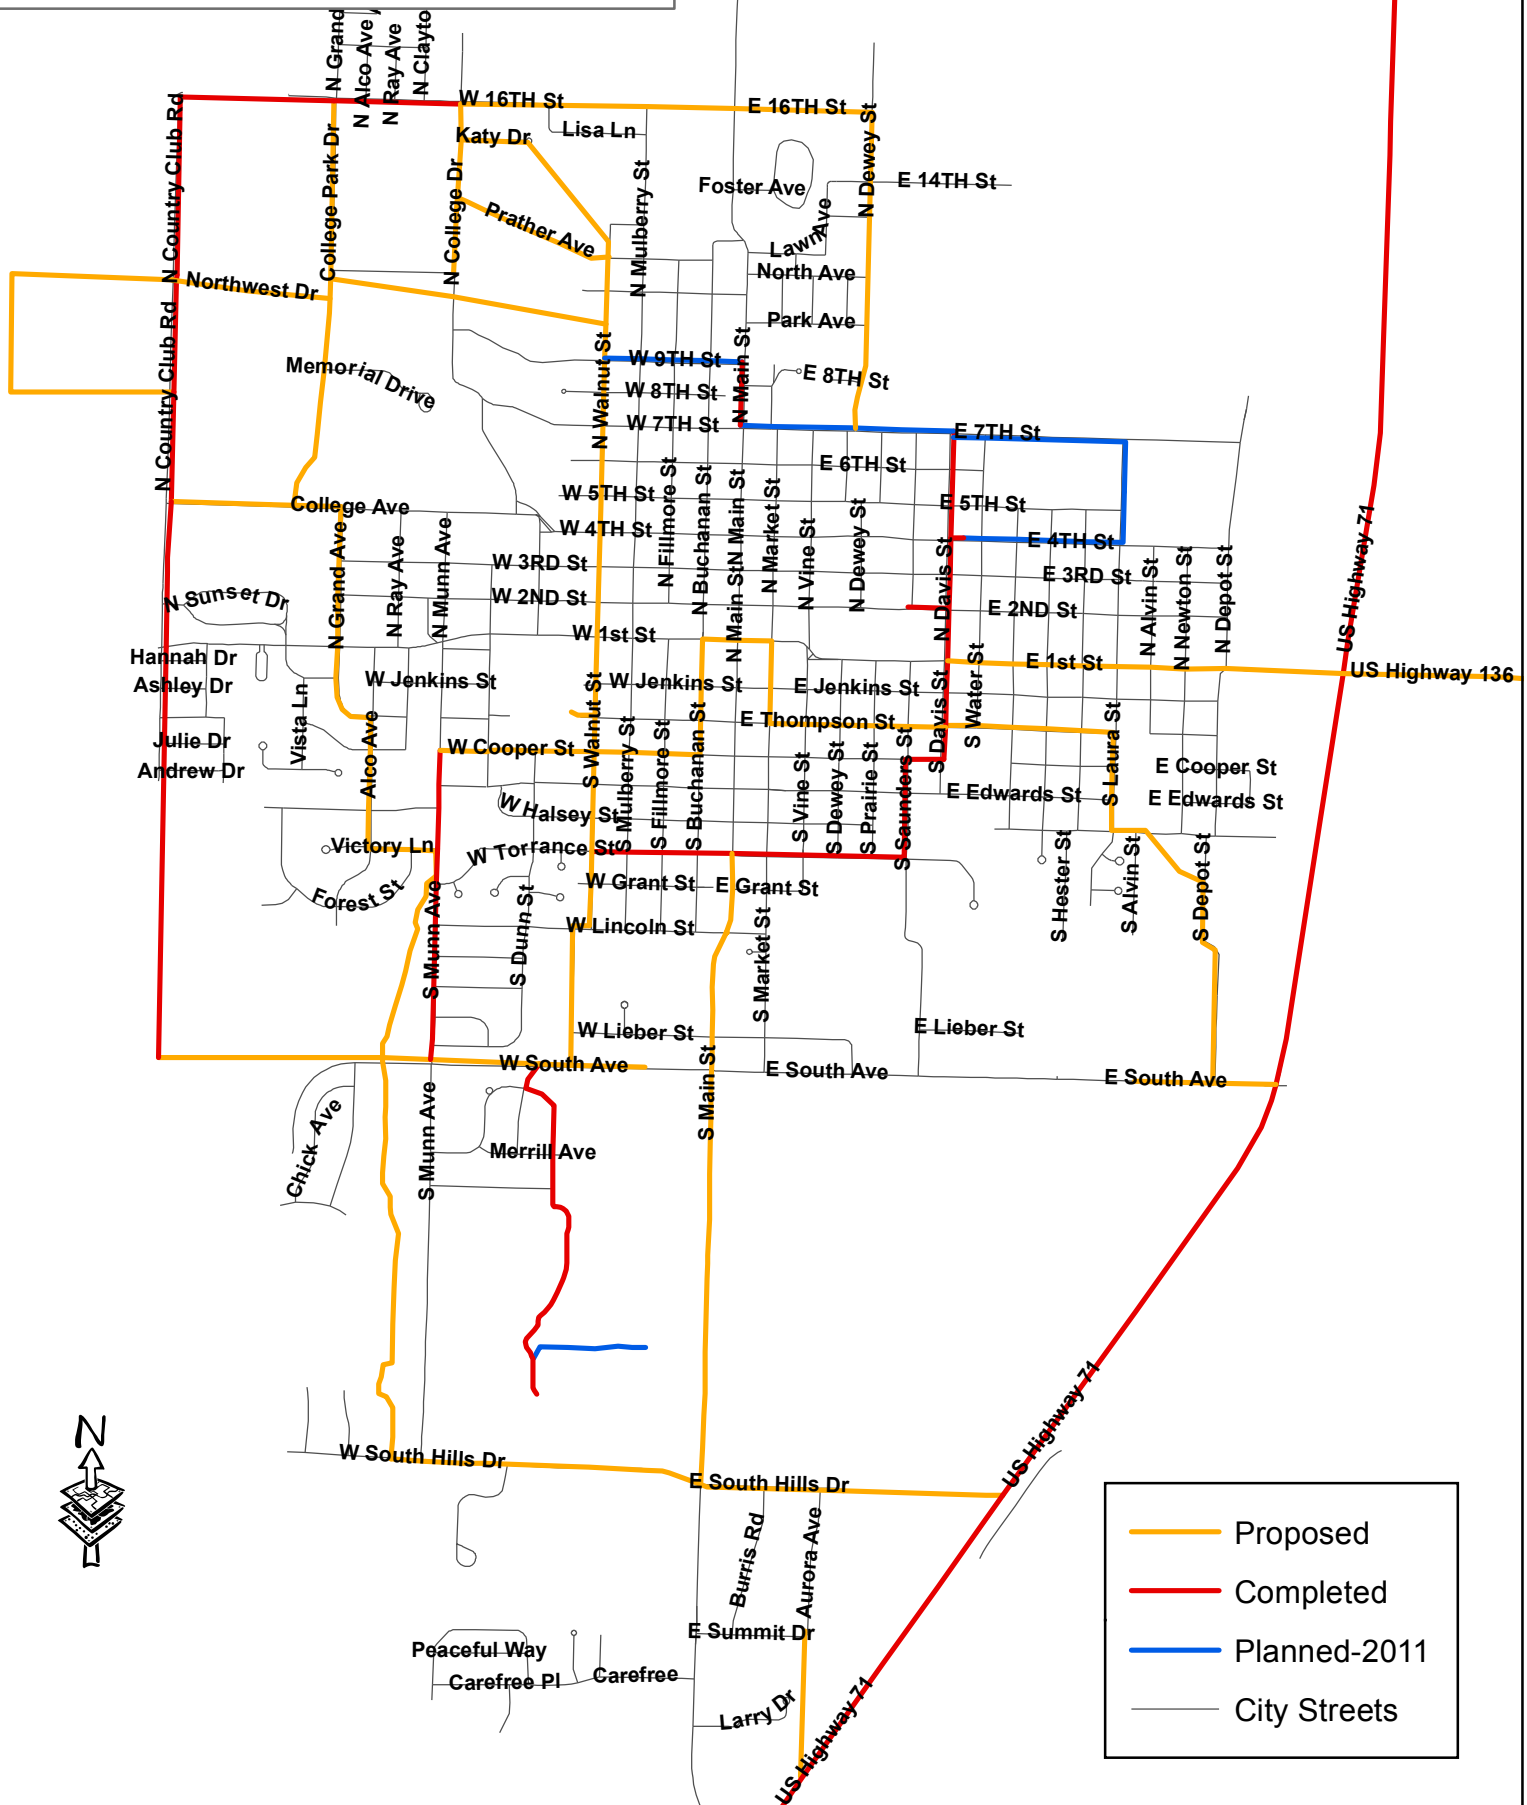 N Grand
N Alco Ave
N Ray Ave
N Clayto
W 16TH St
E 16TH St
Katy Dr
Lisa Ln
N Country Club Rd
College Park Dr
N College Dr
N Mulberry St
Foster Ave
N Dewey St
E 14TH St
Prather Ave
Lawn Ave
North Ave
Northwest Dr
Park Ave
N Country Club Rd
Memorial Drive
N Walnut St
W 9TH St
N Main St
E 8TH St
W 8TH St
W 7TH St
E 7TH St
E 6TH St
W 5TH St
N Fillmore St
N Buchanan St
N Main St
N Market St
E 5TH St
College Ave
W 4TH St
N Vine St
N Dewey St
E 4TH St
US Highway 71
N Grand Ave
N Ray Ave
N Munn Ave
W 3RD St
N Davis St
E 3RD St
N Alvin St
N Newton St
N Depot St
N Sunset Dr
W 2ND St
E 2ND St
W 1st St
N Main St
E 1st St
US Highway 136
Hannah Dr
Ashley Dr
W Jenkins St
W Jenkins St
E Jenkins St
S Water St
Vista Ln
Alco Ave
S Walnut St
E Thompson St
S Davis St
S Laura St
Julie Dr
W Cooper St
S Mulberry St
S Fillmore St
S Buchanan St
Andrew Dr
S Vine St
S Dewey St
S Prairie St
S Saunders St
E Cooper St
W Halsey St
E Edwards St
E Edwards St
Victory Ln
W Torrance St
Forest St
W Grant St
E Grant St
S Hester St
S Alvin St
S Depot St
S Munn Ave
S Dunn St
W Lincoln St
S Market St
W Lieber St
E Lieber St
W South Ave
E South Ave
E South Ave
Chick Ave
S Munn Ave
S Main St
Merrill Ave
US Highway 71
W South Hills Dr
E South Hills Dr
N
Burris Rd
Aurora Ave
E Summit Dr
Peaceful Way
Carefree Pl
Carefree
Larry Dr
US Highway 71
Proposed
Completed
Planned-2011
City Streets